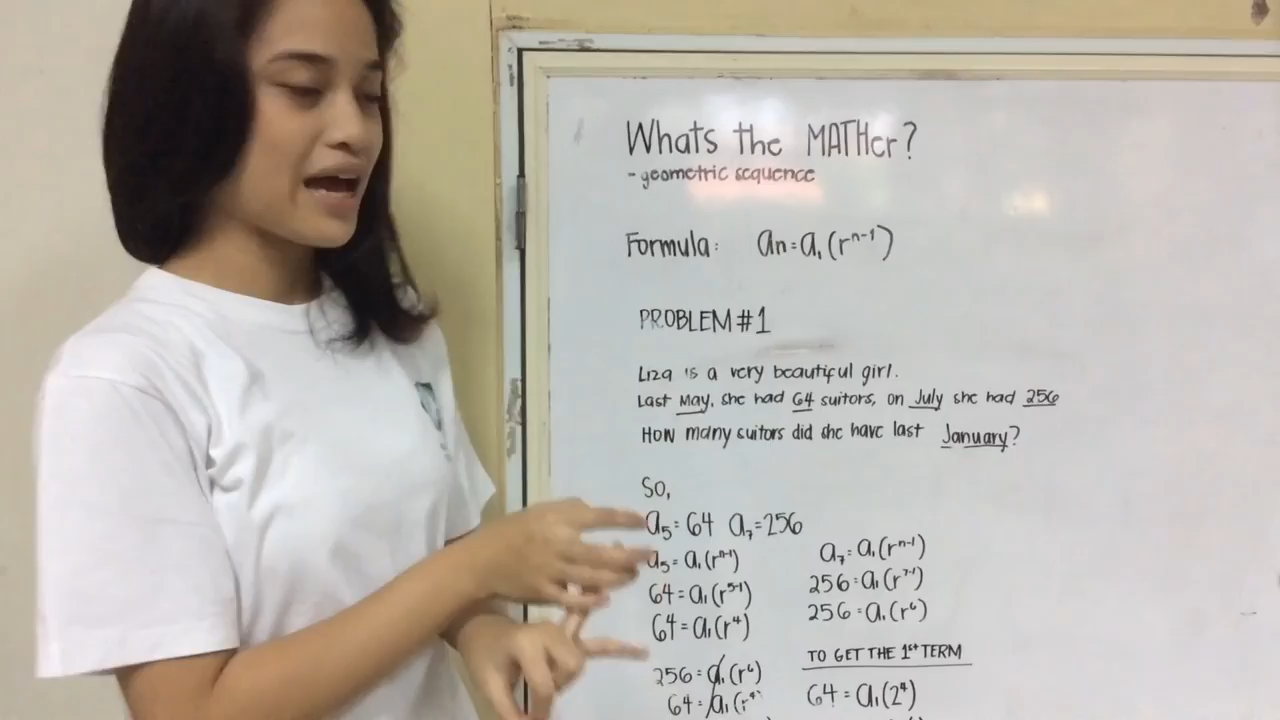 Whats the MATHer?
- geometric sequence
Formula: an = a₁(rⁿ⁻¹)
PROBLEM #1
Liza is a very beautiful girl.
Last May, she had 64 suitors, on July she had 256
How many suitors did she have last January?
So,
a₅ = 64 a₇ = 256
a₅ = a₁(rⁿ⁻¹)
64 = a₁(r⁵⁻¹)
64 = a₁(r⁴)
256 = a₁(r⁶)
64 = a₁(r⁴)
a₇ = a₁(rⁿ⁻¹)
256 = a₁(r⁷⁻¹)
256 = a₁(r⁶)
TO GET THE 1ˢᵗ TERM
64 = a₁(2⁴)